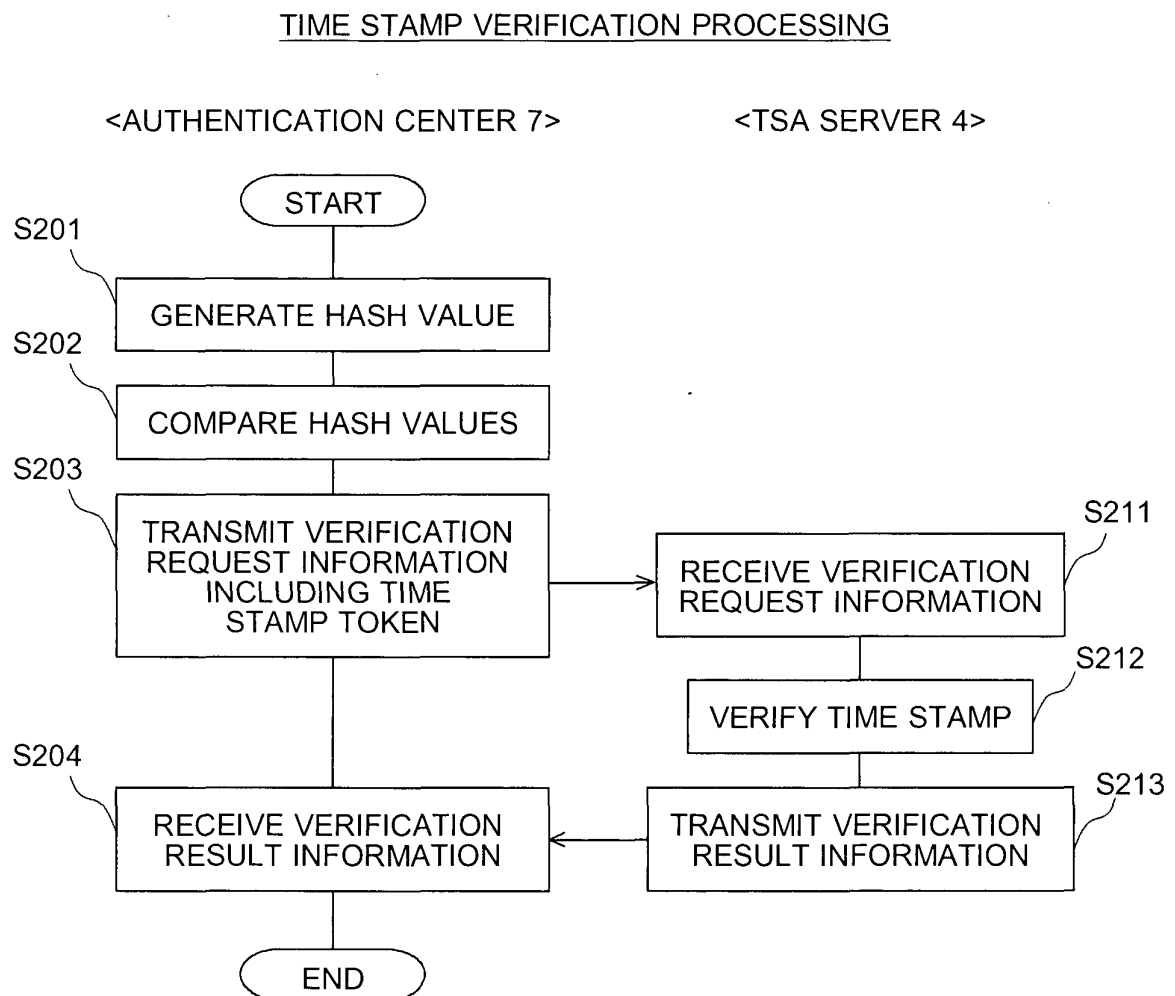 TIME STAMP VERIFICATION PROCESSING
<AUTHENTICATION CENTER 7>
<TSA SERVER 4>
START
S201
GENERATE HASH VALUE
S202
COMPARE HASH VALUES
S203
TRANSMIT VERIFICATION
REQUEST INFORMATION
INCLUDING TIME
STAMP TOKEN
S211
RECEIVE VERIFICATION
REQUEST INFORMATION
S212
VERIFY TIME STAMP
S204
RECEIVE VERIFICATION
RESULT INFORMATION
S213
TRANSMIT VERIFICATION
RESULT INFORMATION
END